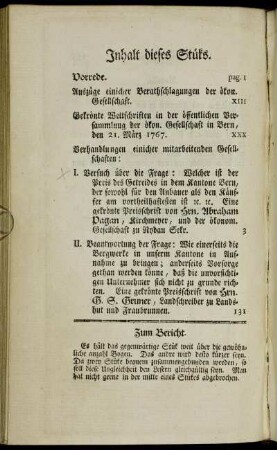 Inhalt dieses Stüks.
Vorrede. pag. I
Auszüge einicher Berathschlagungen der ökon.
Gesellschaft. XIII
Gekrönte Wettschriften in der öffentlichen Ver-
sammlung der ökon. Gesellschaft in Bern,
den 21. März 1767. XXX
Verhandlungen einicher mitarbeitenden Gesell-
schaften:
I. Versuch über die Frage: Welcher ist der
Preis des Getreides in dem Kantone Bern,
der sowohl für den Anbauer als den Käuf-
fer am vortheilhaftesten ist ꝛc. ꝛc. Eine
gekrönte Preisschrift von Hrn. Abraham
Pagan, Kirchmeyer, und der ökonom.
Gesellschaft zu Nydau Sekr. 3
II. Beantwortung der Frage: Wie einerseits die
Bergwerke in unserm Kantone in Auf-
nahme zu bringen; anderseits Vorsorge
gethan werden könne, daß die unvorsichti-
gen Unternehmer sich nicht zu grunde rich-
ten. Eine gekrönte Preisschrift von Hrn.
G. S. Gruner, Landschreiber zu Lands-
hut und Fraubrunnen. 131
Zum Bericht.
Es hält das gegenwärtige Stük weit über die gewöhn-
liche anzahl Bogen. Das andre wird desto kürzer seyn.
Da zwey Stüke bequem zusammengebunden werden, so
soll diese Ungleichheit den Lesern gleichgültig seyn. Man
hat nicht gerne in der mitte eines Stükes abgebrochen.